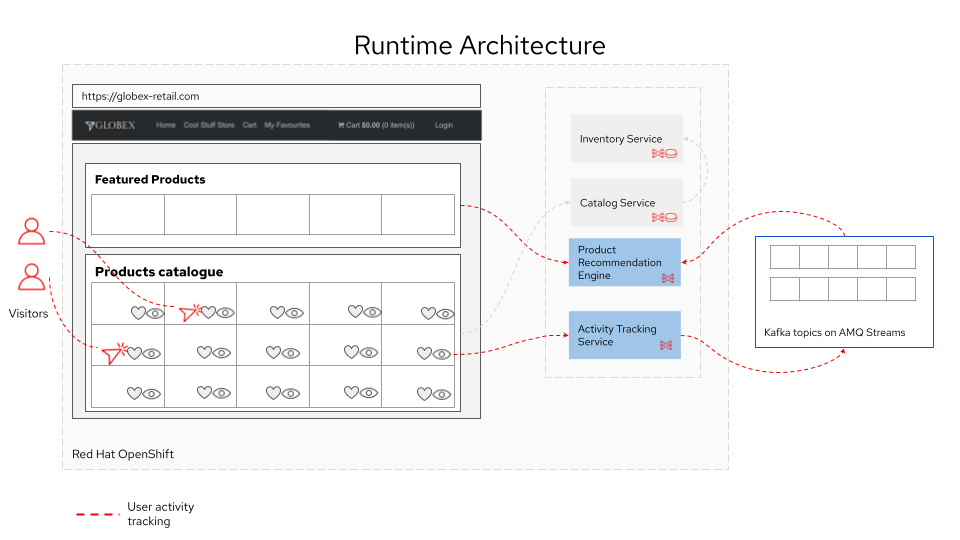 Runtime Architecture
https://globex-retail.com
GLOBEX Home Cool Stuff Store Cart My Favourites Cart $0.00 (0 item(s)) Login
Featured Products
Products catalogue
Visitors
Inventory Service
Catalog Service
Product
Recommendation
Engine
Activity Tracking
Service
Kafka topics on AMQ Streams
Red Hat OpenShift
User activity
tracking